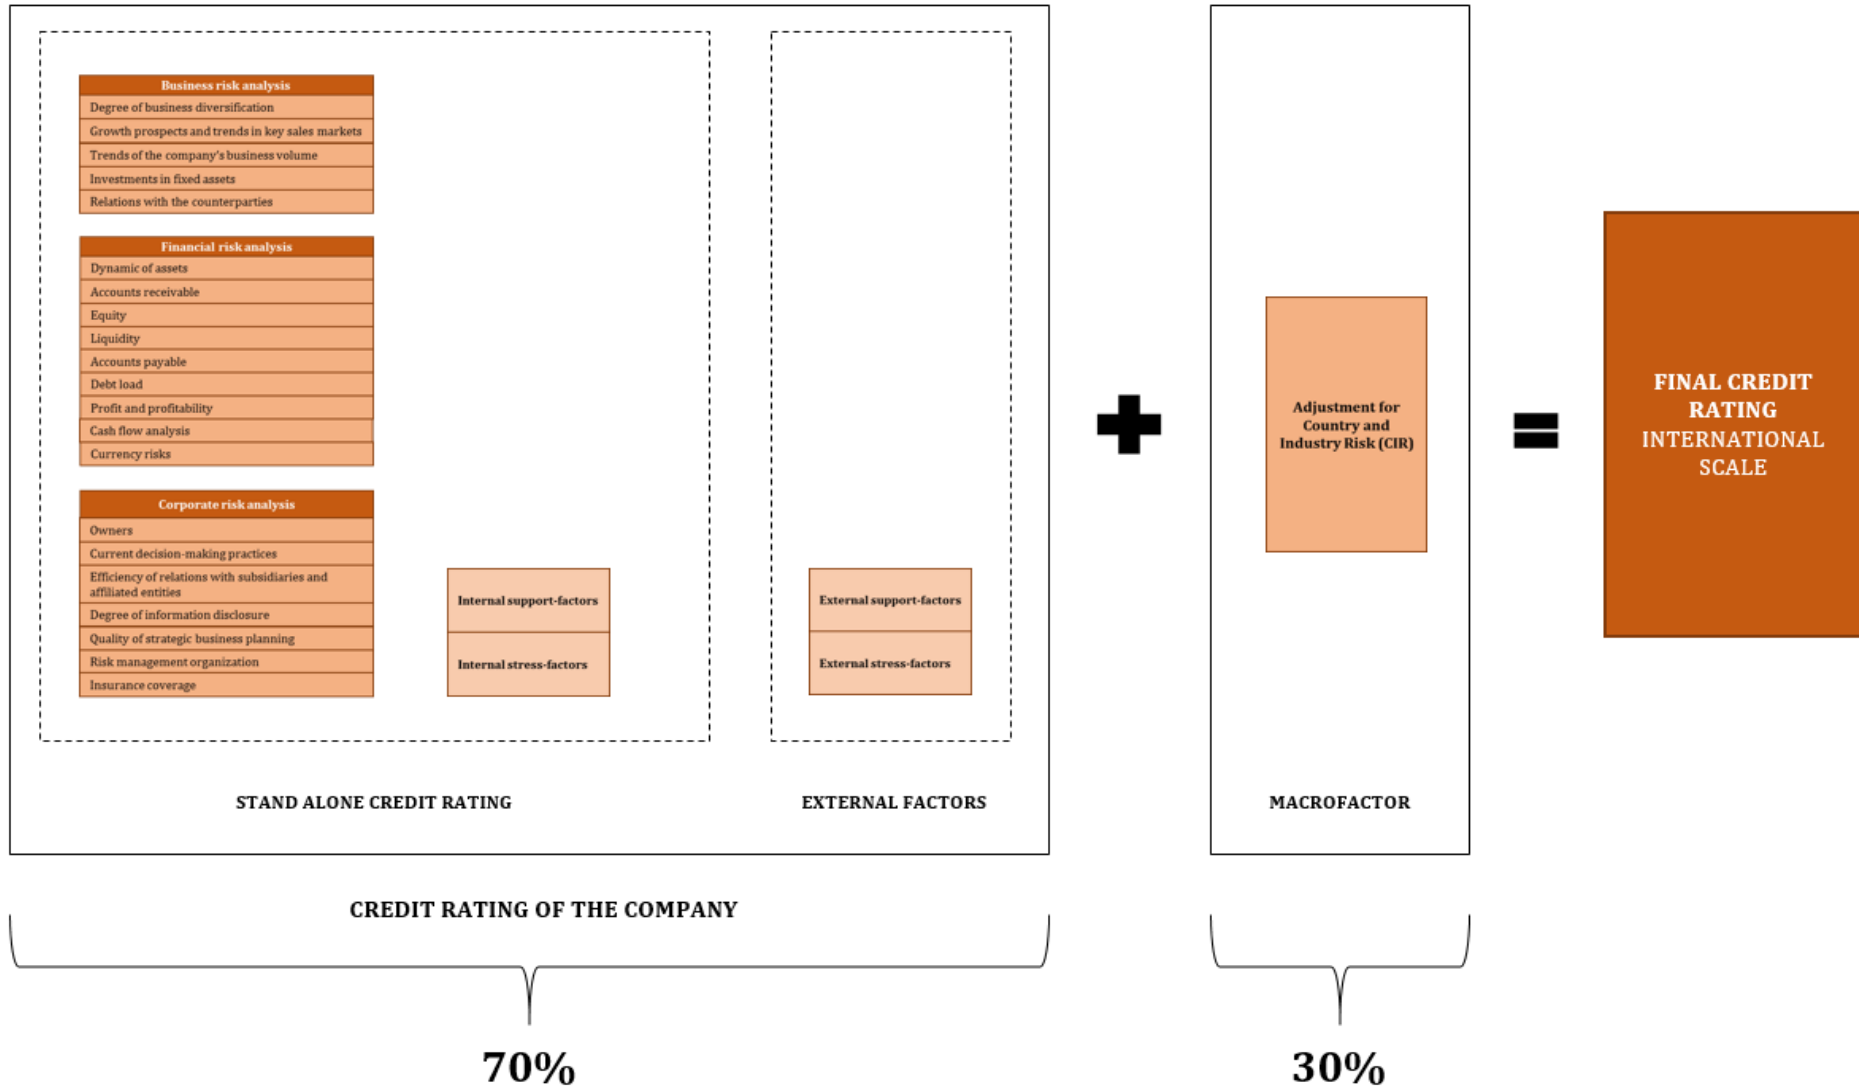 Business risk analysis
Degree of business diversification
Growth prospects and trends in key sales markets
Trends of the company's business volume
Investments in fixed assets
Relations with the counterparties
Financial risk analysis
Dynamic of assets
Accounts receivable
Equity
Liquidity
Accounts payable
Debt load
Profit and profitability
Cash flow analysis
Currency risks
Corporate risk analysis
Owners
Current decision-making practices
Efficiency of relations with subsidiaries and
affiliated entities
Degree of information disclosure
Quality of strategic business planning
Risk management organization
Insurance coverage
Internal support-factors
Internal stress-factors
STAND ALONE CREDIT RATING
External support-factors
External stress-factors
EXTERNAL FACTORS
CREDIT RATING OF THE COMPANY
70%
Adjustment for
Country and
Industry Risk (CIR)
MACROFACTOR
30%
FINAL CREDIT
RATING
INTERNATIONAL
SCALE